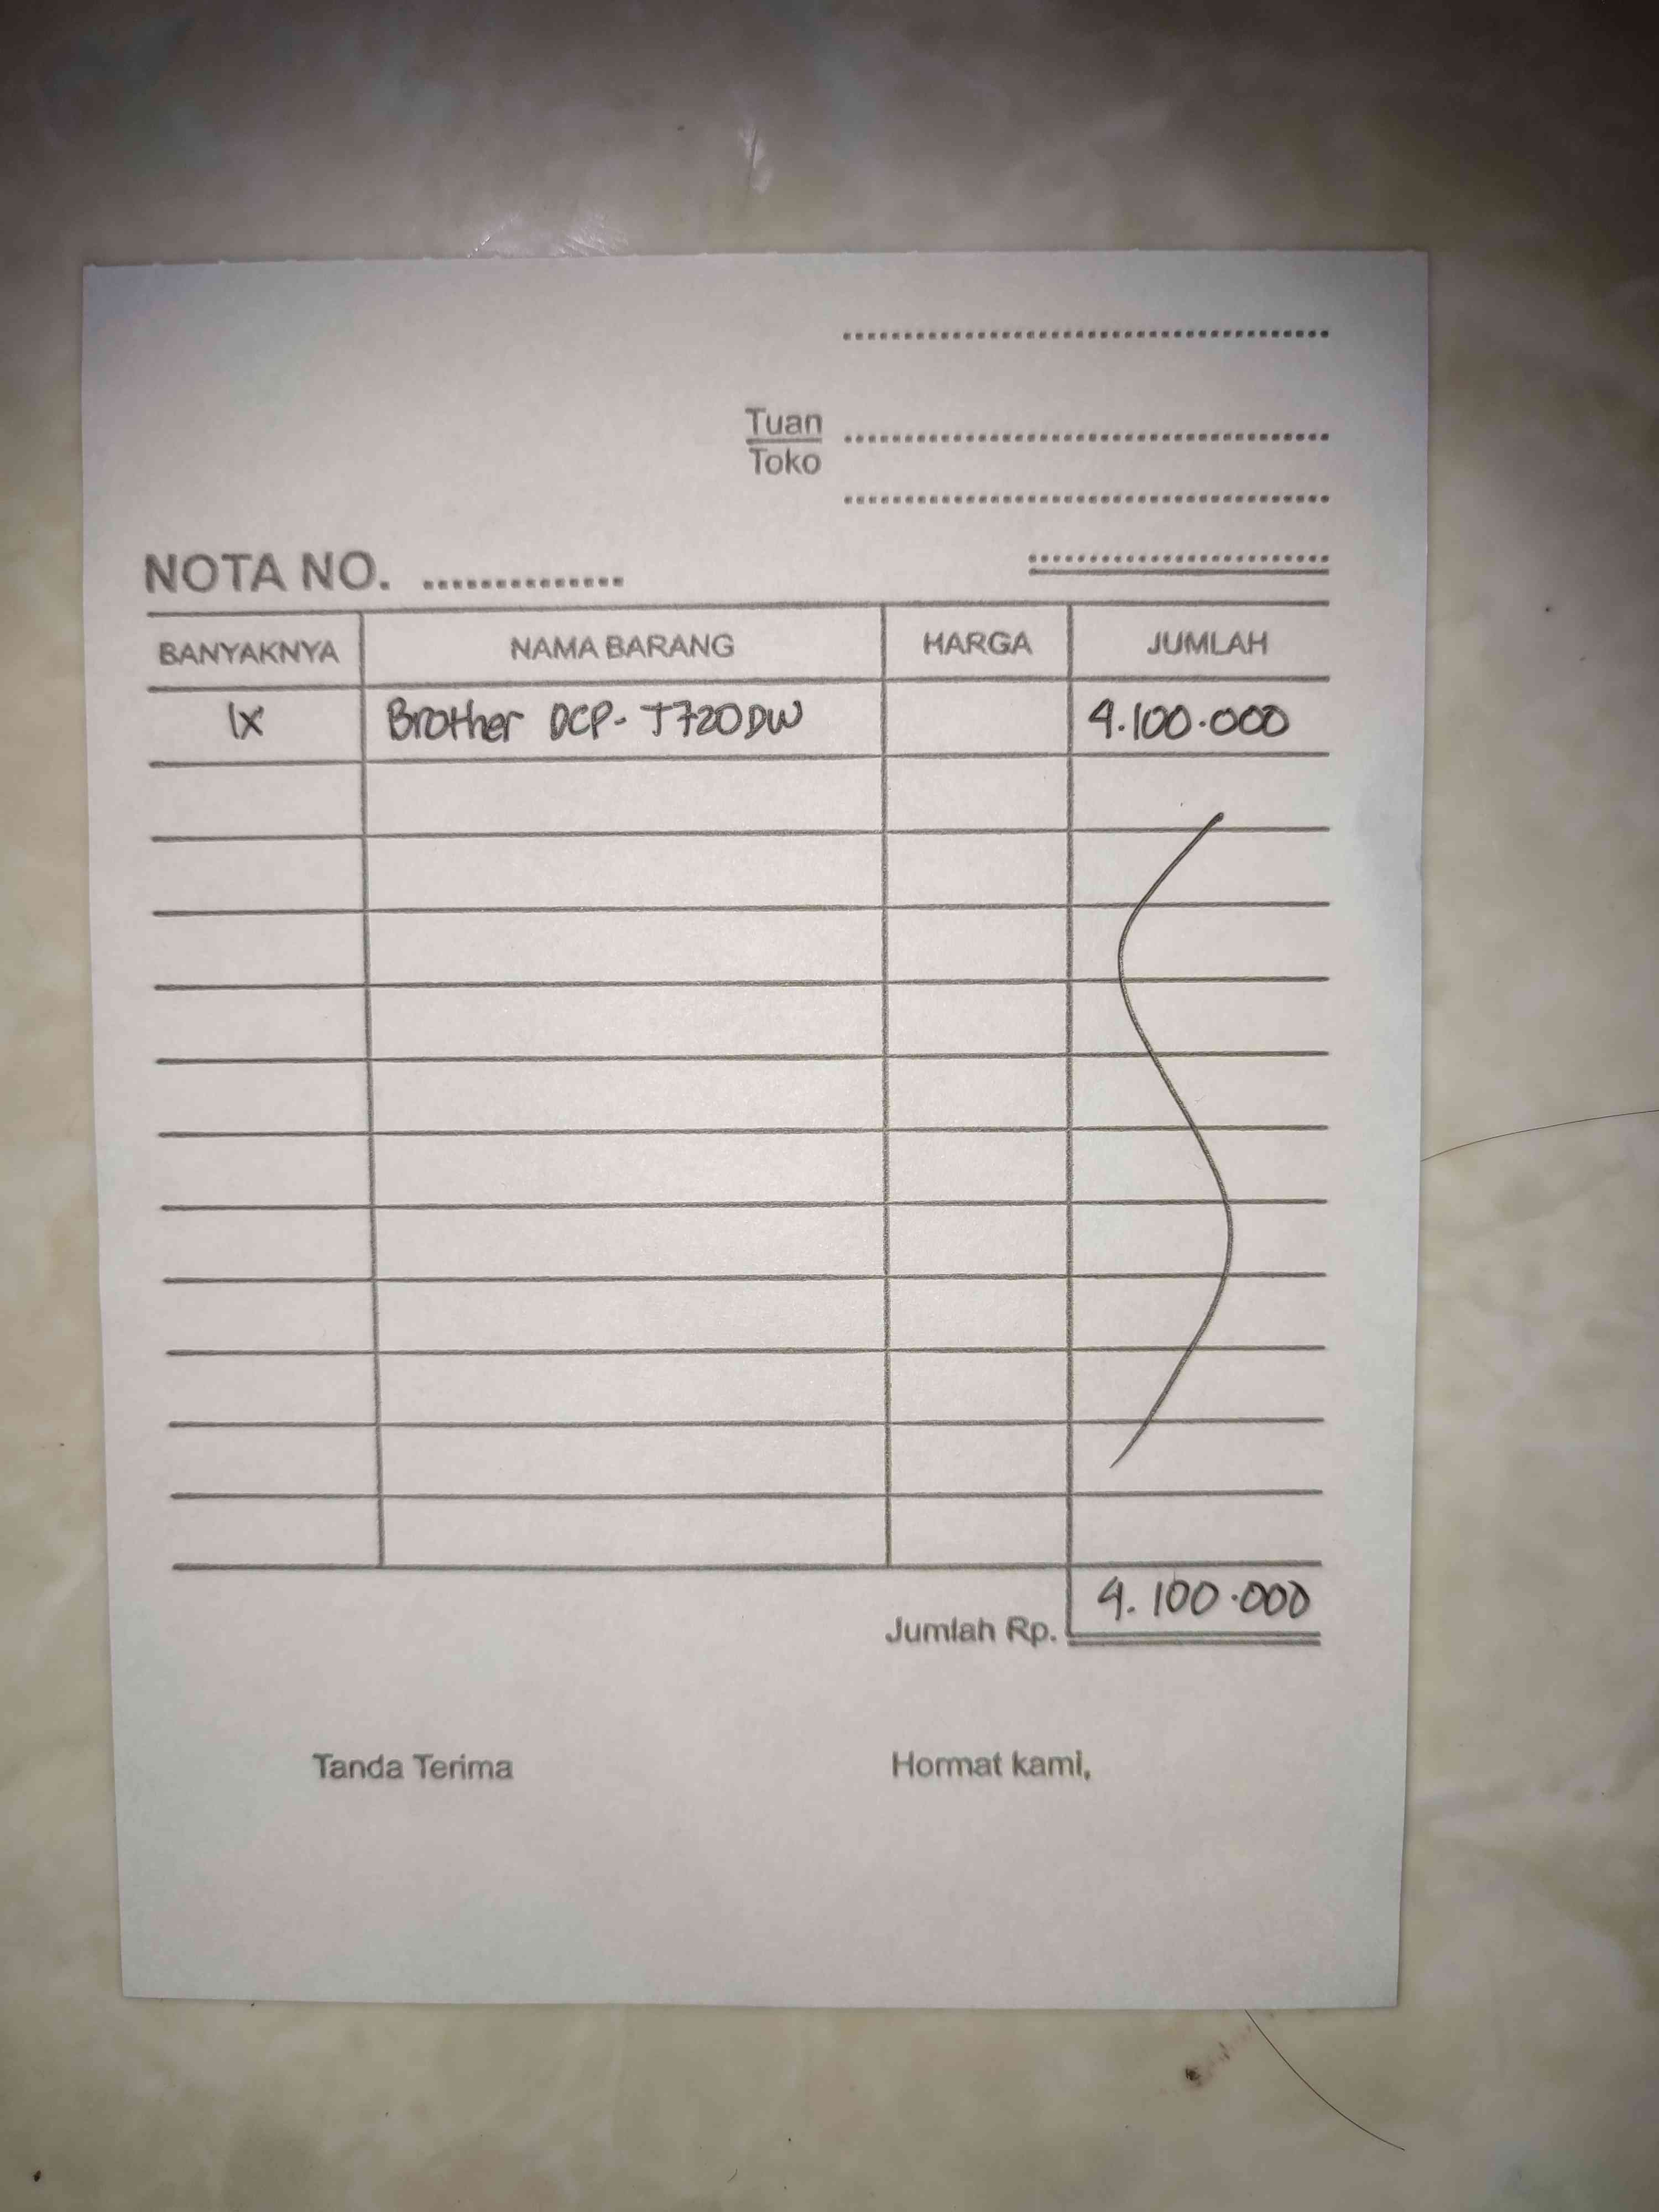 Tuan
Toko
NOTA NO.
BANYAKNYA NAMA BARANG HARGA JUMLAH
1x Brother DCP-T720DW 4.100.000
Jumlah Rp. 4.100.000
Tanda Terima Hormat kami,